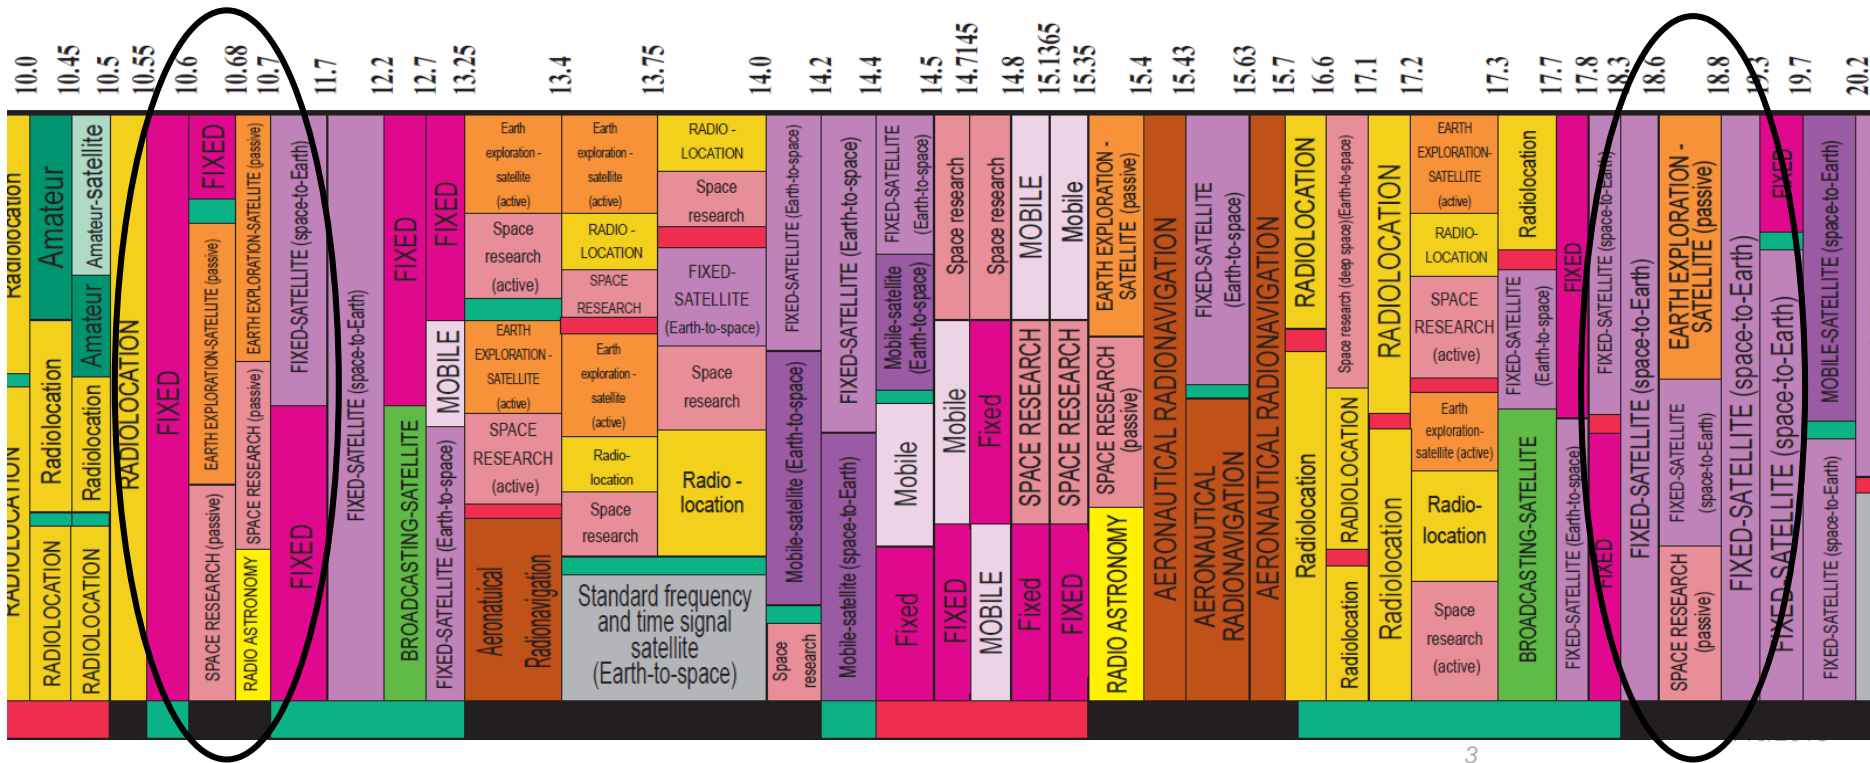 10.0
10.45
10.5
10.55
10.6
10.68
10.7
11.7
12.2
12.7
13.25
13.4
13.75
14.0
14.2
14.4
14.5
14.7145
14.8
15.1365
15.35
15.4
15.43
15.63
15.7
16.6
17.1
17.2
17.3
17.7
17.8
18.3
18.6
18.8
19.3
19.7
20.2
Radiolocation
RADIOLOCATION
Amateur
Radiolocation
RADIOLOCATION
Amateur-satellite
Amateur
Radiolocation
RADIOLOCATION
RADIOLOCATION
FIXED
FIXED
EARTH EXPLORATION-SATELLITE (passive)
SPACE RESEARCH (passive)
EARTH EXPLORATION-SATELLITE (passive)
SPACE RESEARCH (passive)
RADIO ASTRONOMY
FIXED-SATELLITE (space-to-Earth)
FIXED
FIXED-SATELLITE (space-to-Earth)
FIXED
BROADCASTING-SATELLITE
FIXED
MOBILE
FIXED-SATELLITE (Earth-to-space)
Earth
exploration -
satellite
(active)
Space
research
(active)
EARTH
EXPLORATION -
SATELLITE
(active)
SPACE
RESEARCH
(active)
Aeronatuical
Radionavigation
Earth
exploration -
satellite
(active)
RADIO -
LOCATION
SPACE
RESEARCH
Earth
exploration -
satellite
(active)
Radio-
location
Space
research
RADIO -
LOCATION
Space
research
FIXED-
SATELLITE
(Earth-to-space)
Space
research
Radio -
location
Standard frequency
and time signal
satellite
(Earth-to-space)
FIXED-SATELLITE (Earth-to-space)
Mobile-satellite (Earth-to-space)
Space
research
FIXED-SATELLITE (Earth-to-space)
Mobile-satellite (space-to-Earth)
FIXED-SATELLITE
(Earth-to-space)
Mobile-satellite
(Earth-to-space)
Mobile
Fixed
Space research
Mobile
FIXED
Space research
Fixed
MOBILE
MOBILE
SPACE RESEARCH
Fixed
Mobile
SPACE RESEARCH
FIXED
EARTH EXPLORATION -
SATELLITE (passive)
SPACE RESEARCH
(passive)
RADIO ASTRONOMY
AERONAUTICAL RADIONAVIGATION
FIXED-SATELLITE
(Earth-to-space)
AERONAUTICAL
RADIONAVIGATION
AERONAUTICAL RADIONAVIGATION
RADIOLOCATION
Radiolocation
Space research (deep space)(Earth-to-space)
RADIOLOCATION
Radiolocation
RADIOLOCATION
Radiolocation
EARTH
EXPLORATION-
SATELLITE
(active)
RADIO-
LOCATION
SPACE
RESEARCH
(active)
Earth
exploration-
satellite (active)
Radio-
location
Space
research
(active)
Radiolocation
FIXED-SATELLITE
(Earth-to-space)
BROADCASTING-SATELLITE
FIXED
FIXED-SATELLITE (Earth-to-space)
FIXED-SATELLITE (space-to-Earth)
FIXED
FIXED-SATELLITE (space-to-Earth)
EARTH EXPLORATION -
SATELLITE (passive)
FIXED-SATELLITE
(space-to-Earth)
SPACE RESEARCH
(passive)
FIXED-SATELLITE (space-to-Earth)
FIXED
FIXED-SATELLITE (space-to-Earth)
MOBILE-SATELLITE (space-to-Earth)
FIXED-SATELLITE (space-to-Earth)
3